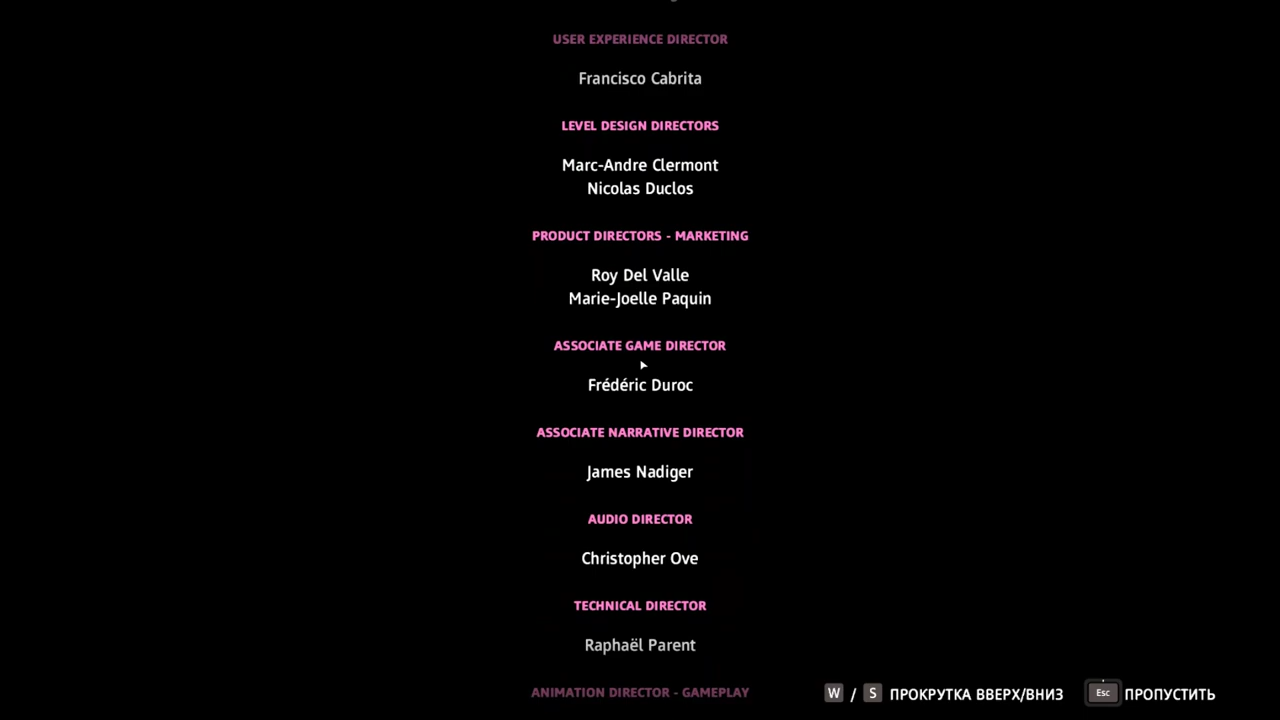 USER EXPERIENCE DIRECTOR
Francisco Cabrita
LEVEL DESIGN DIRECTORS
Marc-Andre Clermont
Nicolas Duclos
PRODUCT DIRECTORS - MARKETING
Roy Del Valle
Marie-Joelle Paquin
ASSOCIATE GAME DIRECTOR
Frédéric Duroc
ASSOCIATE NARRATIVE DIRECTOR
James Nadiger
AUDIO DIRECTOR
Christopher Ove
TECHNICAL DIRECTOR
Raphaël Parent
ANIMATION DIRECTOR - GAMEPLAY
W / S ПРОКРУТКА ВВЕРХ/ВНИЗ Esc ПРОПУСТИТЬ